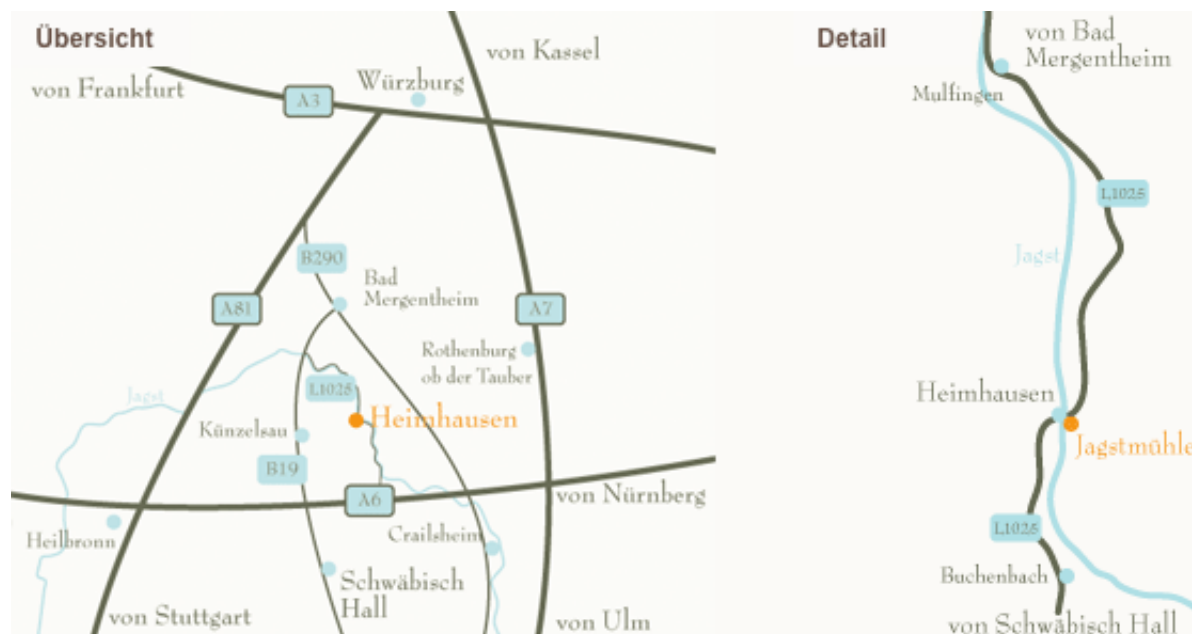 Übersicht
von Kassel
von Frankfurt
Würzburg
A3
B290
Bad
Mergentheim
A81
A7
Rothenburg
ob der Tauber
Jagst
L1025
Heimhausen
Künzelsau
B19
A6
von Nürnberg
Heilbronn
Crailsheim
Schwäbisch
Hall
von Stuttgart
von Ulm
Detail
von Bad
Mergentheim
Mulfingen
L1025
Jagst
Heimhausen
Jagstmühle
L1025
Buchenbach
von Schwäbisch Hall